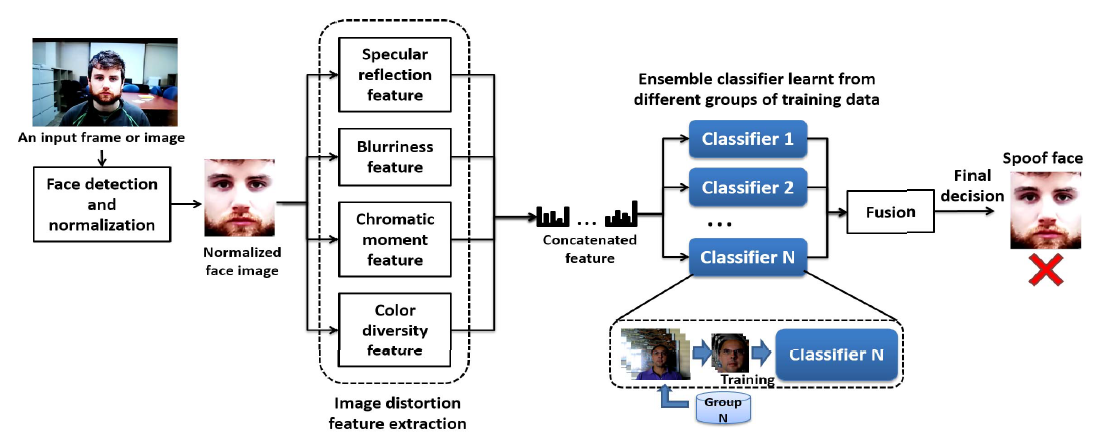 An input frame or image
Face detection
and
normalization
Normalized
face image
Specular
reflection
feature
Blurriness
feature
Chromatic
moment
feature
Color
diversity
feature
Image distortion
feature extraction
...
Concatenated
feature
Ensemble classifier learnt from
different groups of training data
Classifier 1
Classifier 2
...
Classifier N
Training
Classifier N
Group
N
Fusion
Final
decision
Spoof face